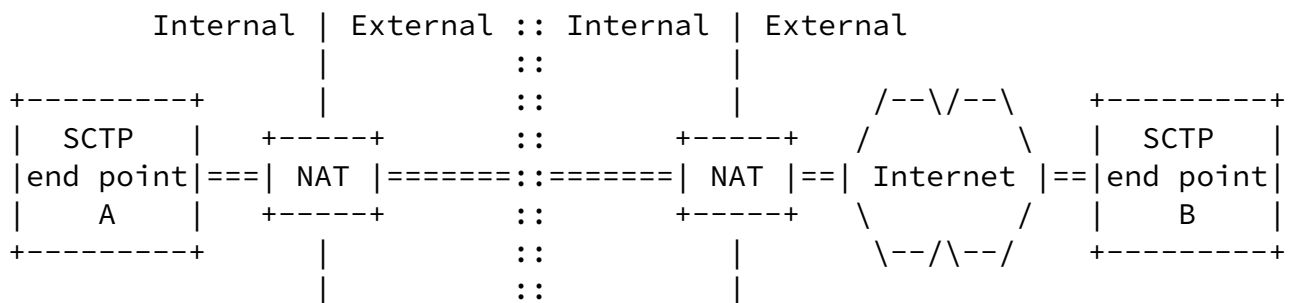 Internal | External :: Internal | External
                      |          ::          |
+---------+           |          ::          |       /--\/--\     +---------+
|  SCTP   |        +-----+       ::       +-----+   /        \    |  SCTP   |
|end point|===| NAT |=======::=======| NAT |==| Internet |==|end point|
|    A    |        +-----+       ::       +-----+   \        /    |    B    |
+---------+           |          ::          |       \--/\--/     +---------+
                      |          ::          |